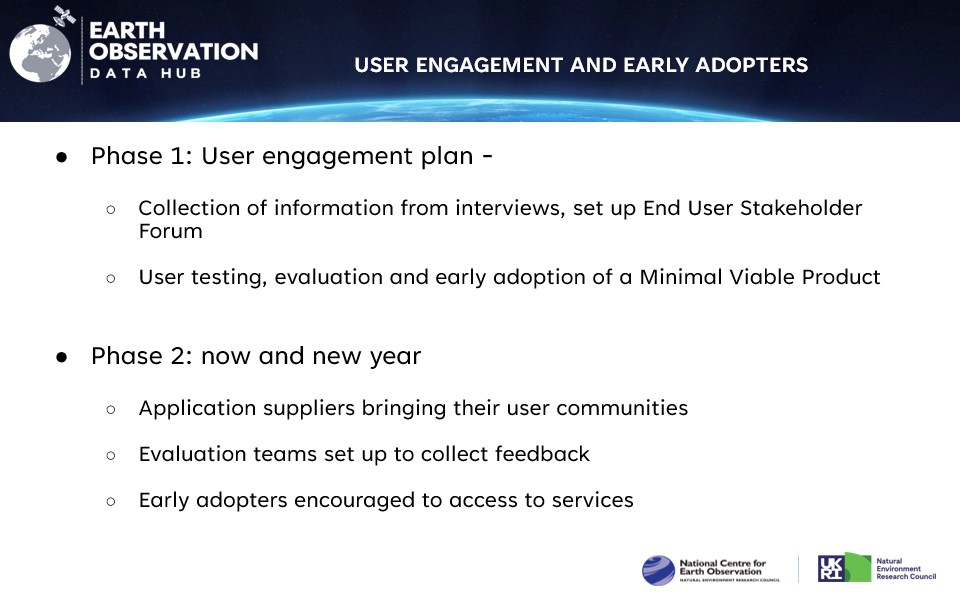 EARTH
OBSERVATION
DATA HUB
USER ENGAGEMENT AND EARLY ADOPTERS
● Phase 1: User engagement plan -
○ Collection of information from interviews, set up End User Stakeholder
Forum
○ User testing, evaluation and early adoption of a Minimal Viable Product
● Phase 2: now and new year
○ Application suppliers bringing their user communities
○ Evaluation teams set up to collect feedback
○ Early adopters encouraged to access to services
National Centre for
Earth Observation
NATURAL ENVIRONMENT RESEARCH COUNCIL
UK
RI
Natural
Environment
Research Council